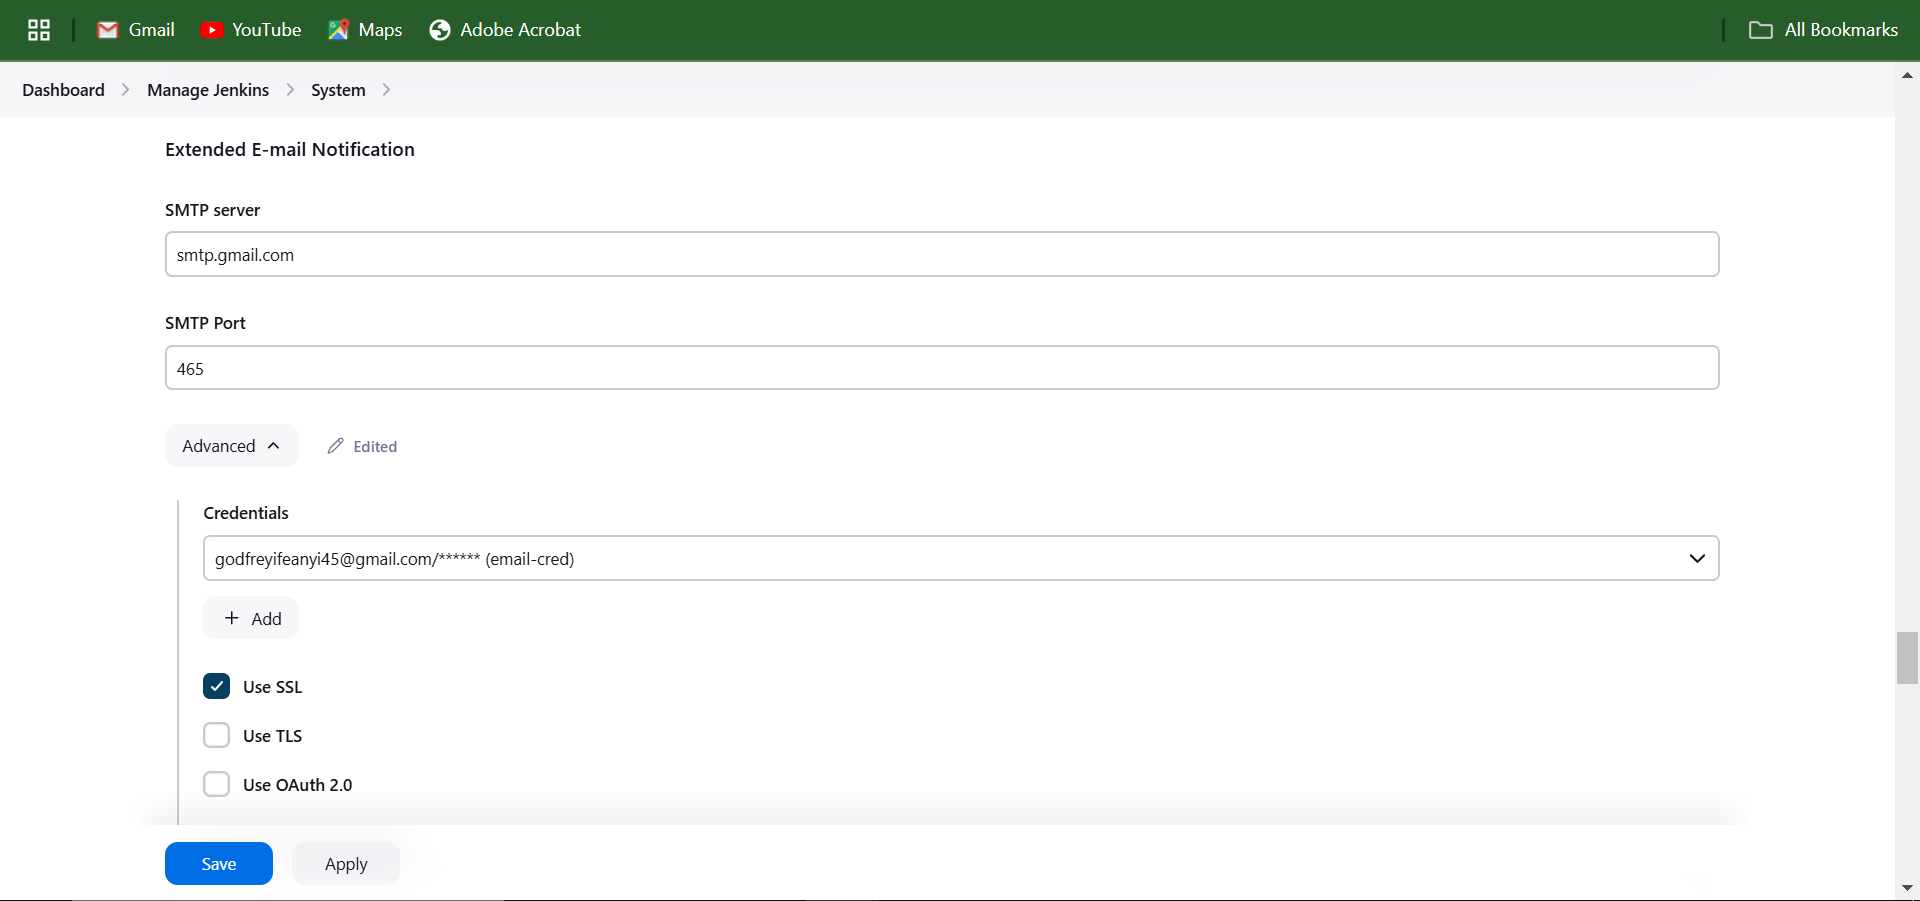 Gmail YouTube Maps Adobe Acrobat All Bookmarks
Dashboard Manage Jenkins System
Extended E-mail Notification
SMTP server
smtp.gmail.com
SMTP Port
465
Advanced Edited
Credentials
godfreyifeanyi45@gmail.com/****** (email-cred)
+ Add
Use SSL
Use TLS
Use OAuth 2.0
Save Apply